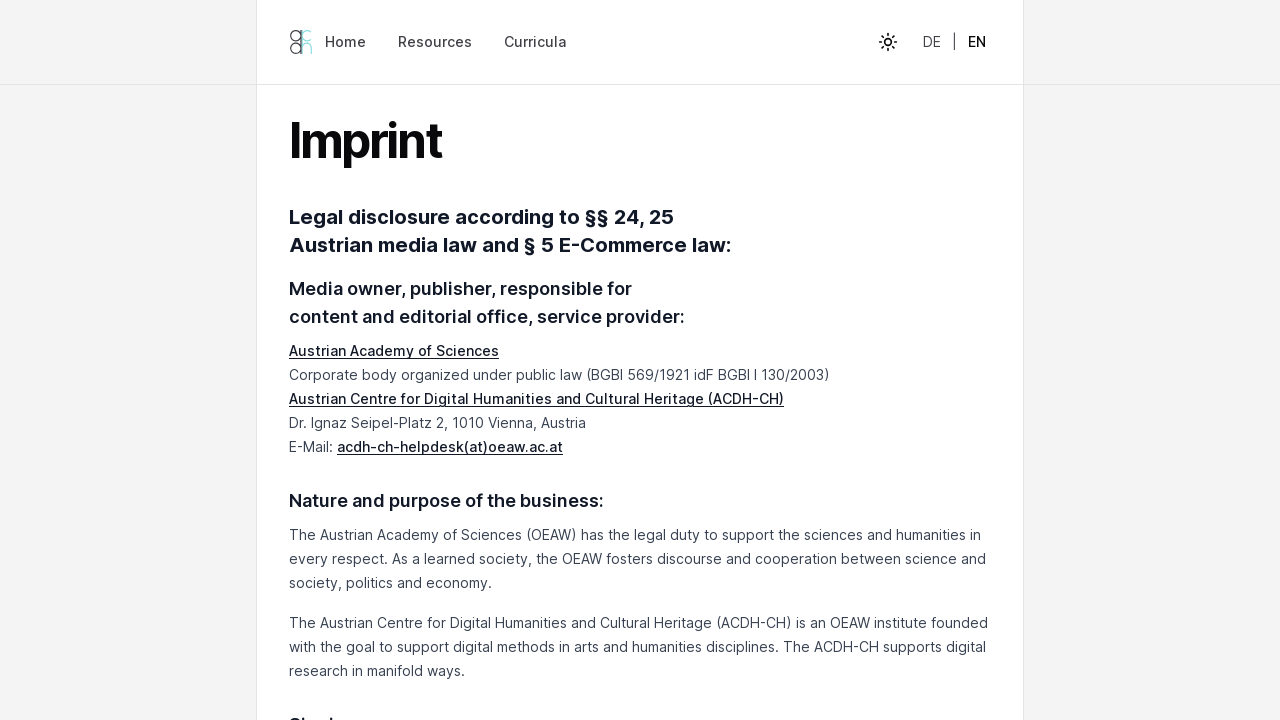 Home
Resources
Curricula
DE | EN
Imprint
Legal disclosure according to §§ 24, 25
Austrian media law and § 5 E-Commerce law:
Media owner, publisher, responsible for
content and editorial office, service provider:
Austrian Academy of Sciences
Corporate body organized under public law (BGBl 569/1921 idF BGBl I 130/2003)
Austrian Centre for Digital Humanities and Cultural Heritage (ACDH-CH)
Dr. Ignaz Seipel-Platz 2, 1010 Vienna, Austria
E-Mail: acdh-ch-helpdesk(at)oeaw.ac.at
Nature and purpose of the business:
The Austrian Academy of Sciences (OEAW) has the legal duty to support the sciences and humanities in
every respect. As a learned society, the OEAW fosters discourse and cooperation between science and
society, politics and economy.
The Austrian Centre for Digital Humanities and Cultural Heritage (ACDH-CH) is an OEAW institute founded
with the goal to support digital methods in arts and humanities disciplines. The ACDH-CH supports digital
research in manifold ways.